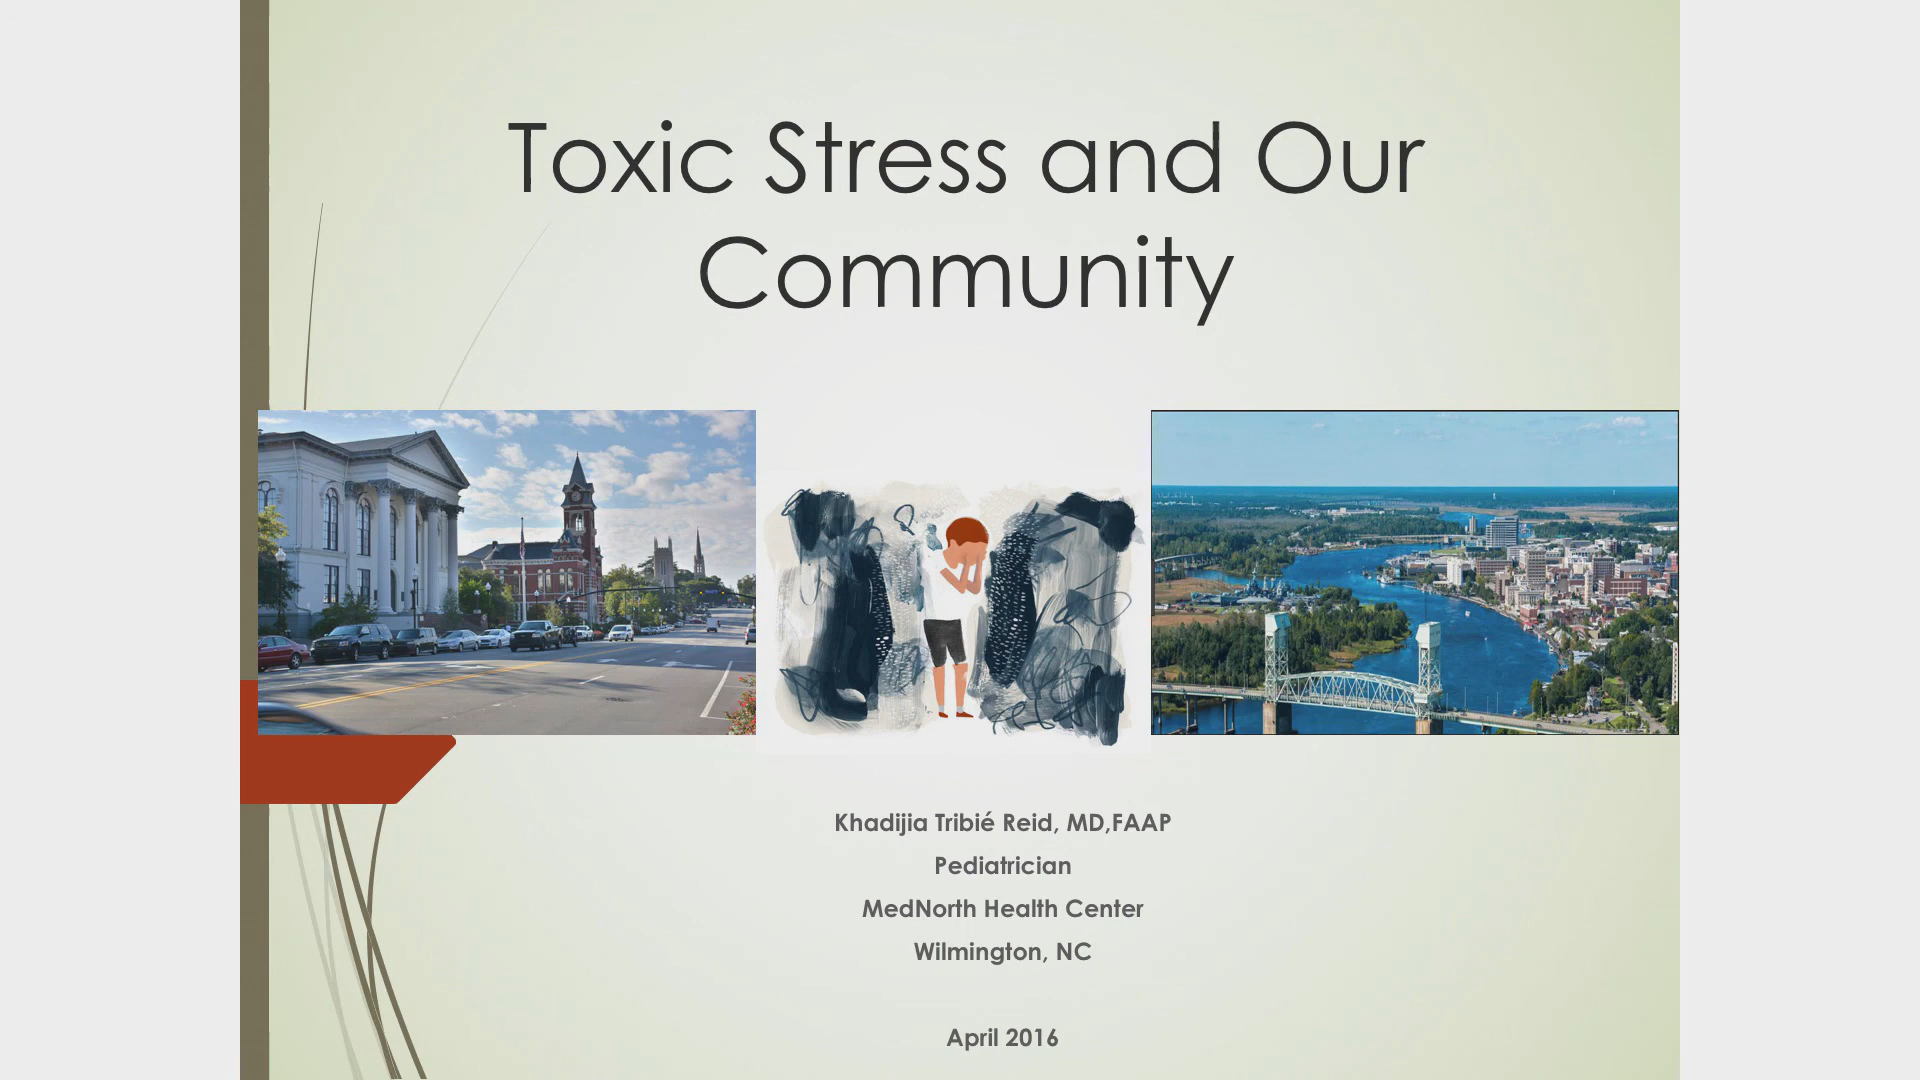 Toxic Stress and Our
Community
Khadijia Tribié Reid, MD,FAAP
Pediatrician
MedNorth Health Center
Wilmington, NC
April 2016